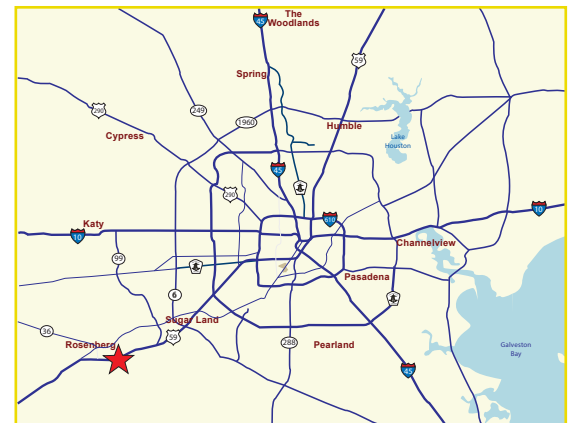 The
Woodlands
45
59
Spring
290
249
1960
Humble
Cypress
Lake
Houston
45
290
10
610
Katy
10
Channelview
99
Pasadena
6
Sugar Land
36
59
Rosenberg
288
Pearland
Galveston
Bay
45